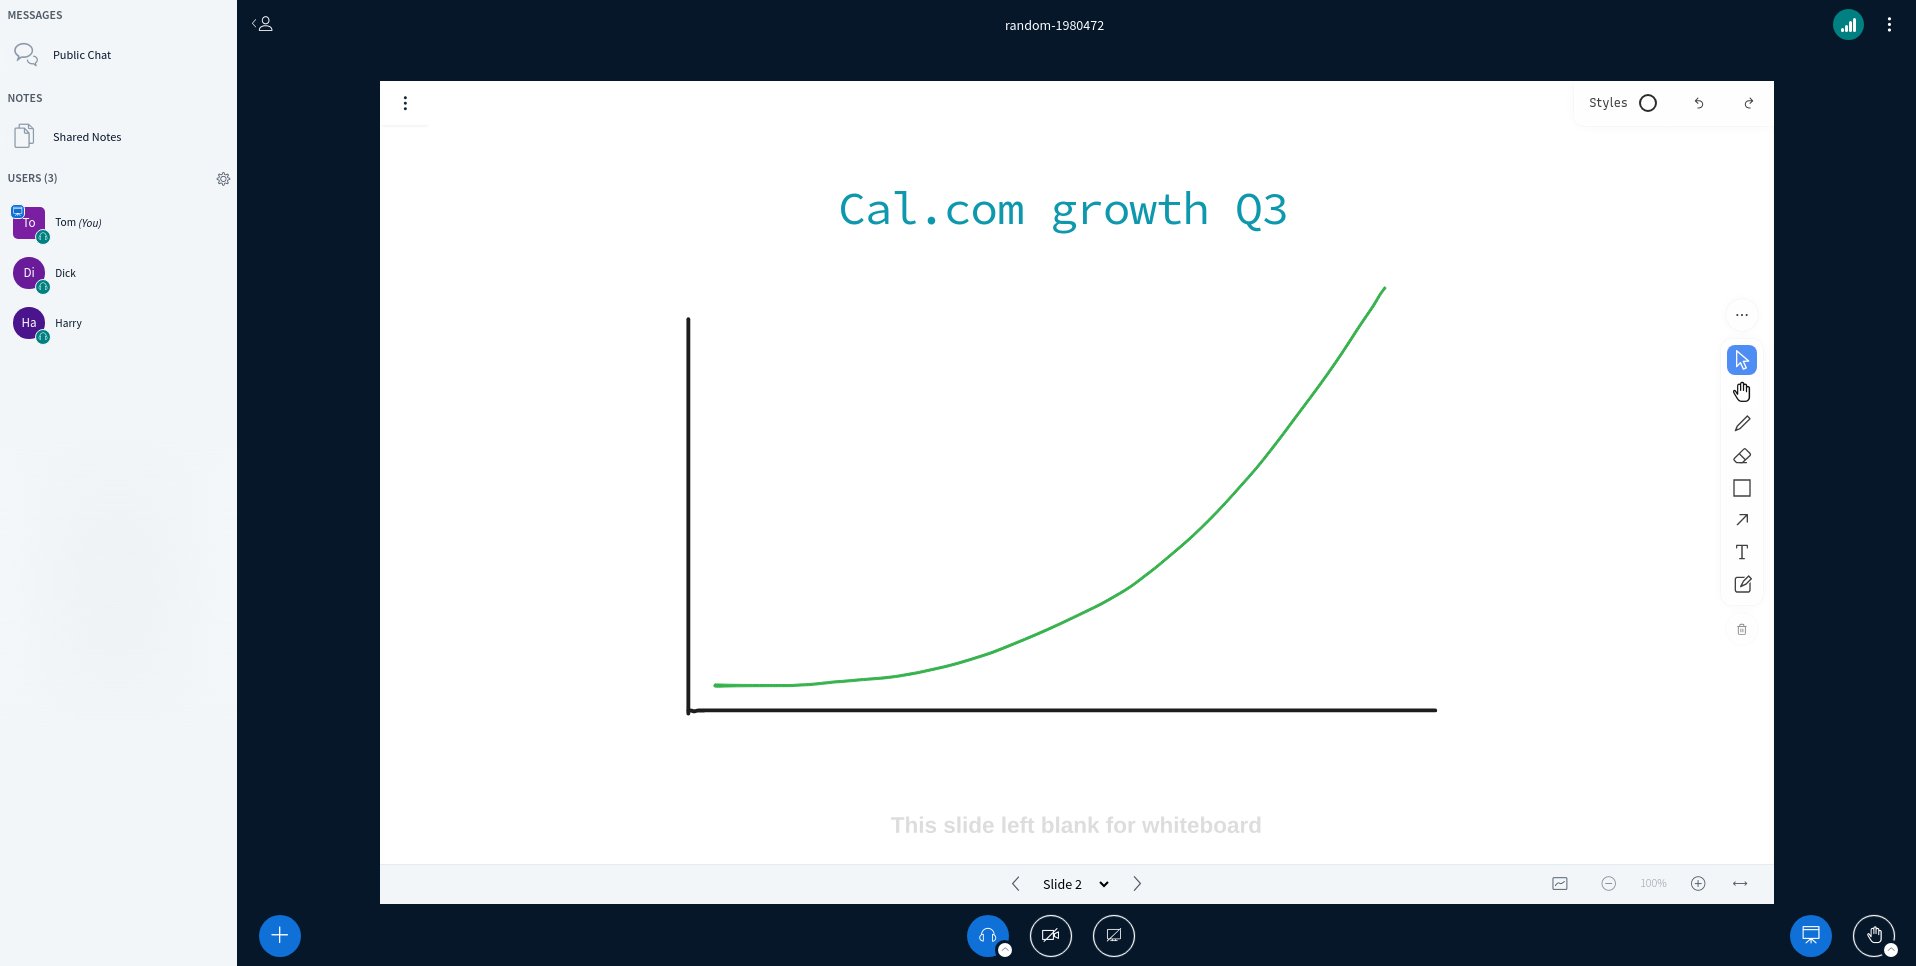 MESSAGES
Public Chat
NOTES
Shared Notes
USERS (3)
To
Tom (You)
Di
Dick
Ha
Harry
random-1980472
Styles
Cal.com growth Q3
This slide left blank for whiteboard
Slide 2
100%